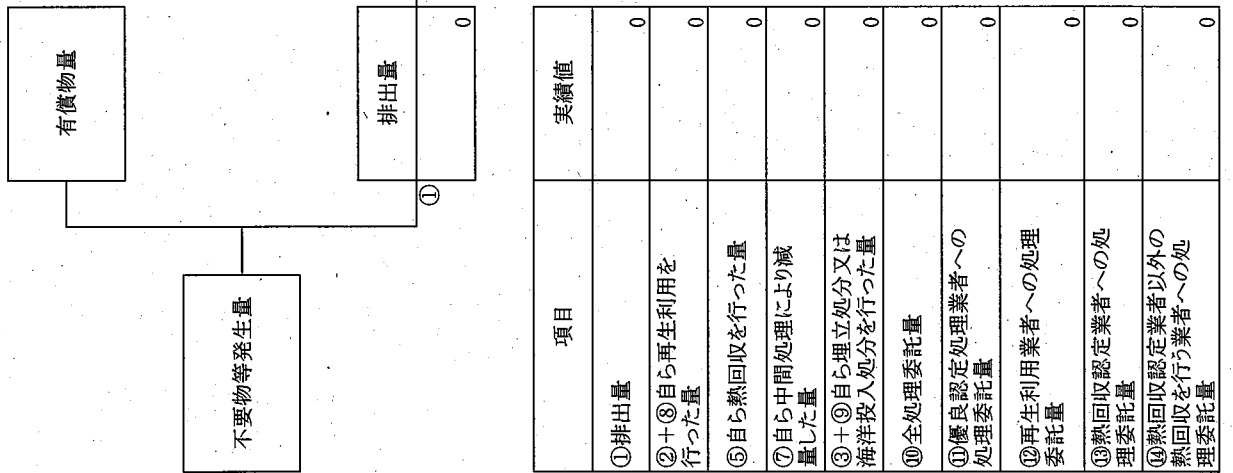 不要物等発生量
有償物量
①
排出量
0
項目
実績値
①排出量
0
②+⑧自ら再生利用を
行った量
0
⑤自ら熱回収を行った量
0
⑦自ら中間処理により減
量した量
0
③+⑨自ら埋立処分又は
海洋投入処分を行った量
0
⑩全処理委託量
0
⑪優良認定処理業者への
処理委託量
0
⑫再生利用業者への処理
委託量
0
⑬熱回収認定業者への処
理委託量
0
⑭熱回収認定業者以外の
熱回収を行う業者への処
理委託量
0